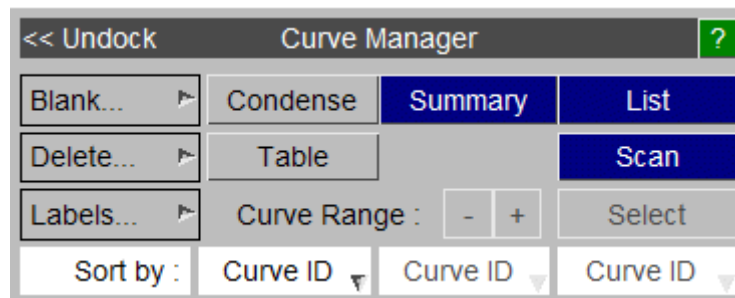 << Undock Curve Manager ?
Blank... Condense Summary List
Delete... Table Scan
Labels... Curve Range : - + Select
Sort by : Curve ID Curve ID Curve ID